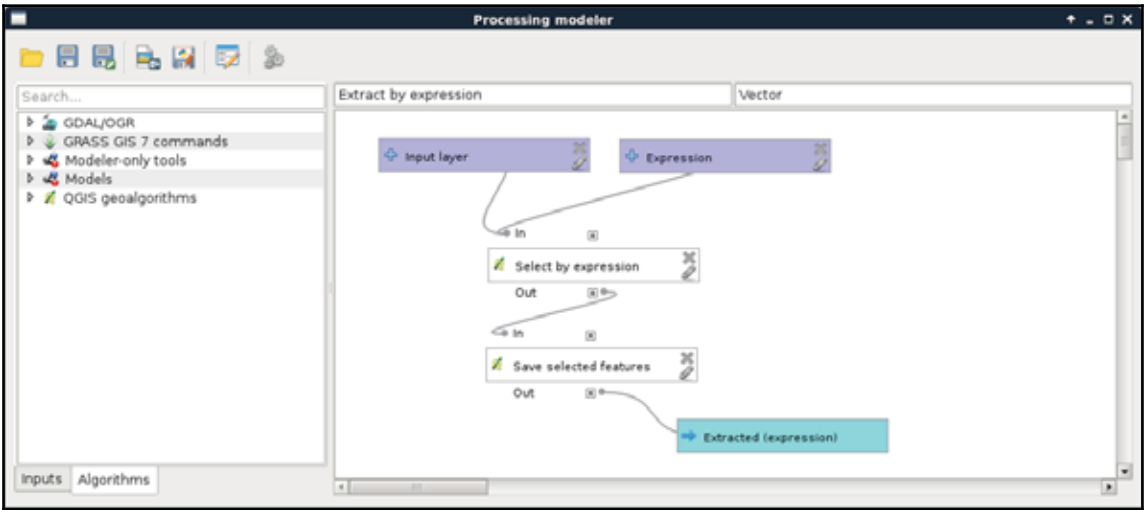 Processing modeler
Search...
Extract by expression
Vector
GDAL/OGR
GRASS GIS 7 commands
Modeler-only tools
Models
QGIS geoalgorithms
Input layer
Expression
In
Select by expression
Out
In
Save selected features
Out
Extracted (expression)
Inputs
Algorithms